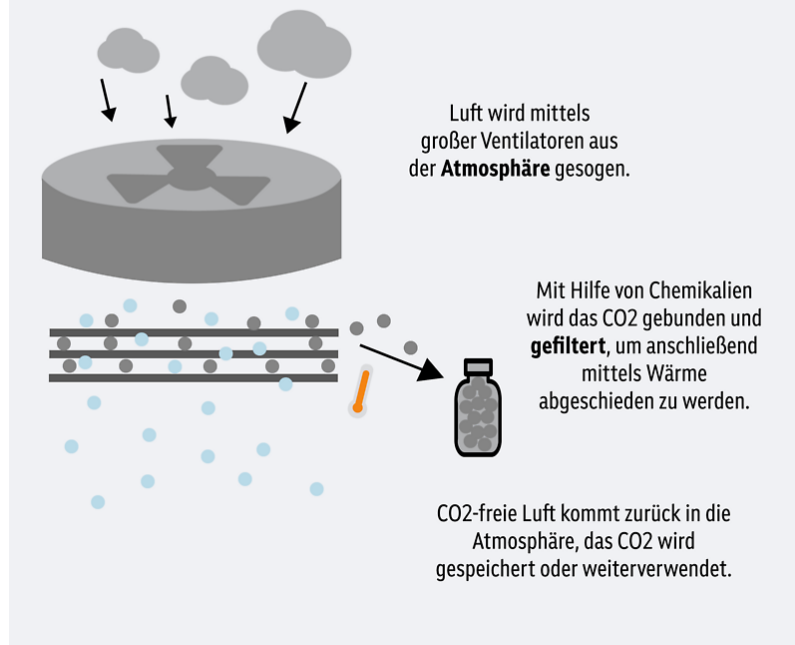 Luft wird mittels
großer Ventilatoren aus
der Atmosphäre gesogen.
Mit Hilfe von Chemikalien
wird das CO2 gebunden und
gefiltert, um anschließend
mittels Wärme
abgeschieden zu werden.
CO2-freie Luft kommt zurück in die
Atmosphäre, das CO2 wird
gespeichert oder weiterverwendet.